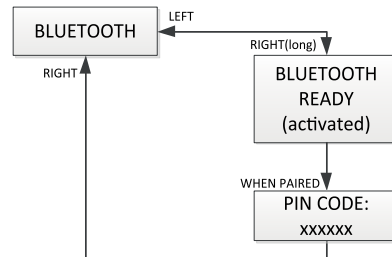 LEFT
BLUETOOTH
RIGHT(long)
RIGHT
BLUETOOTH
READY
(activated)
WHEN PAIRED
PIN CODE:
xxxxxx